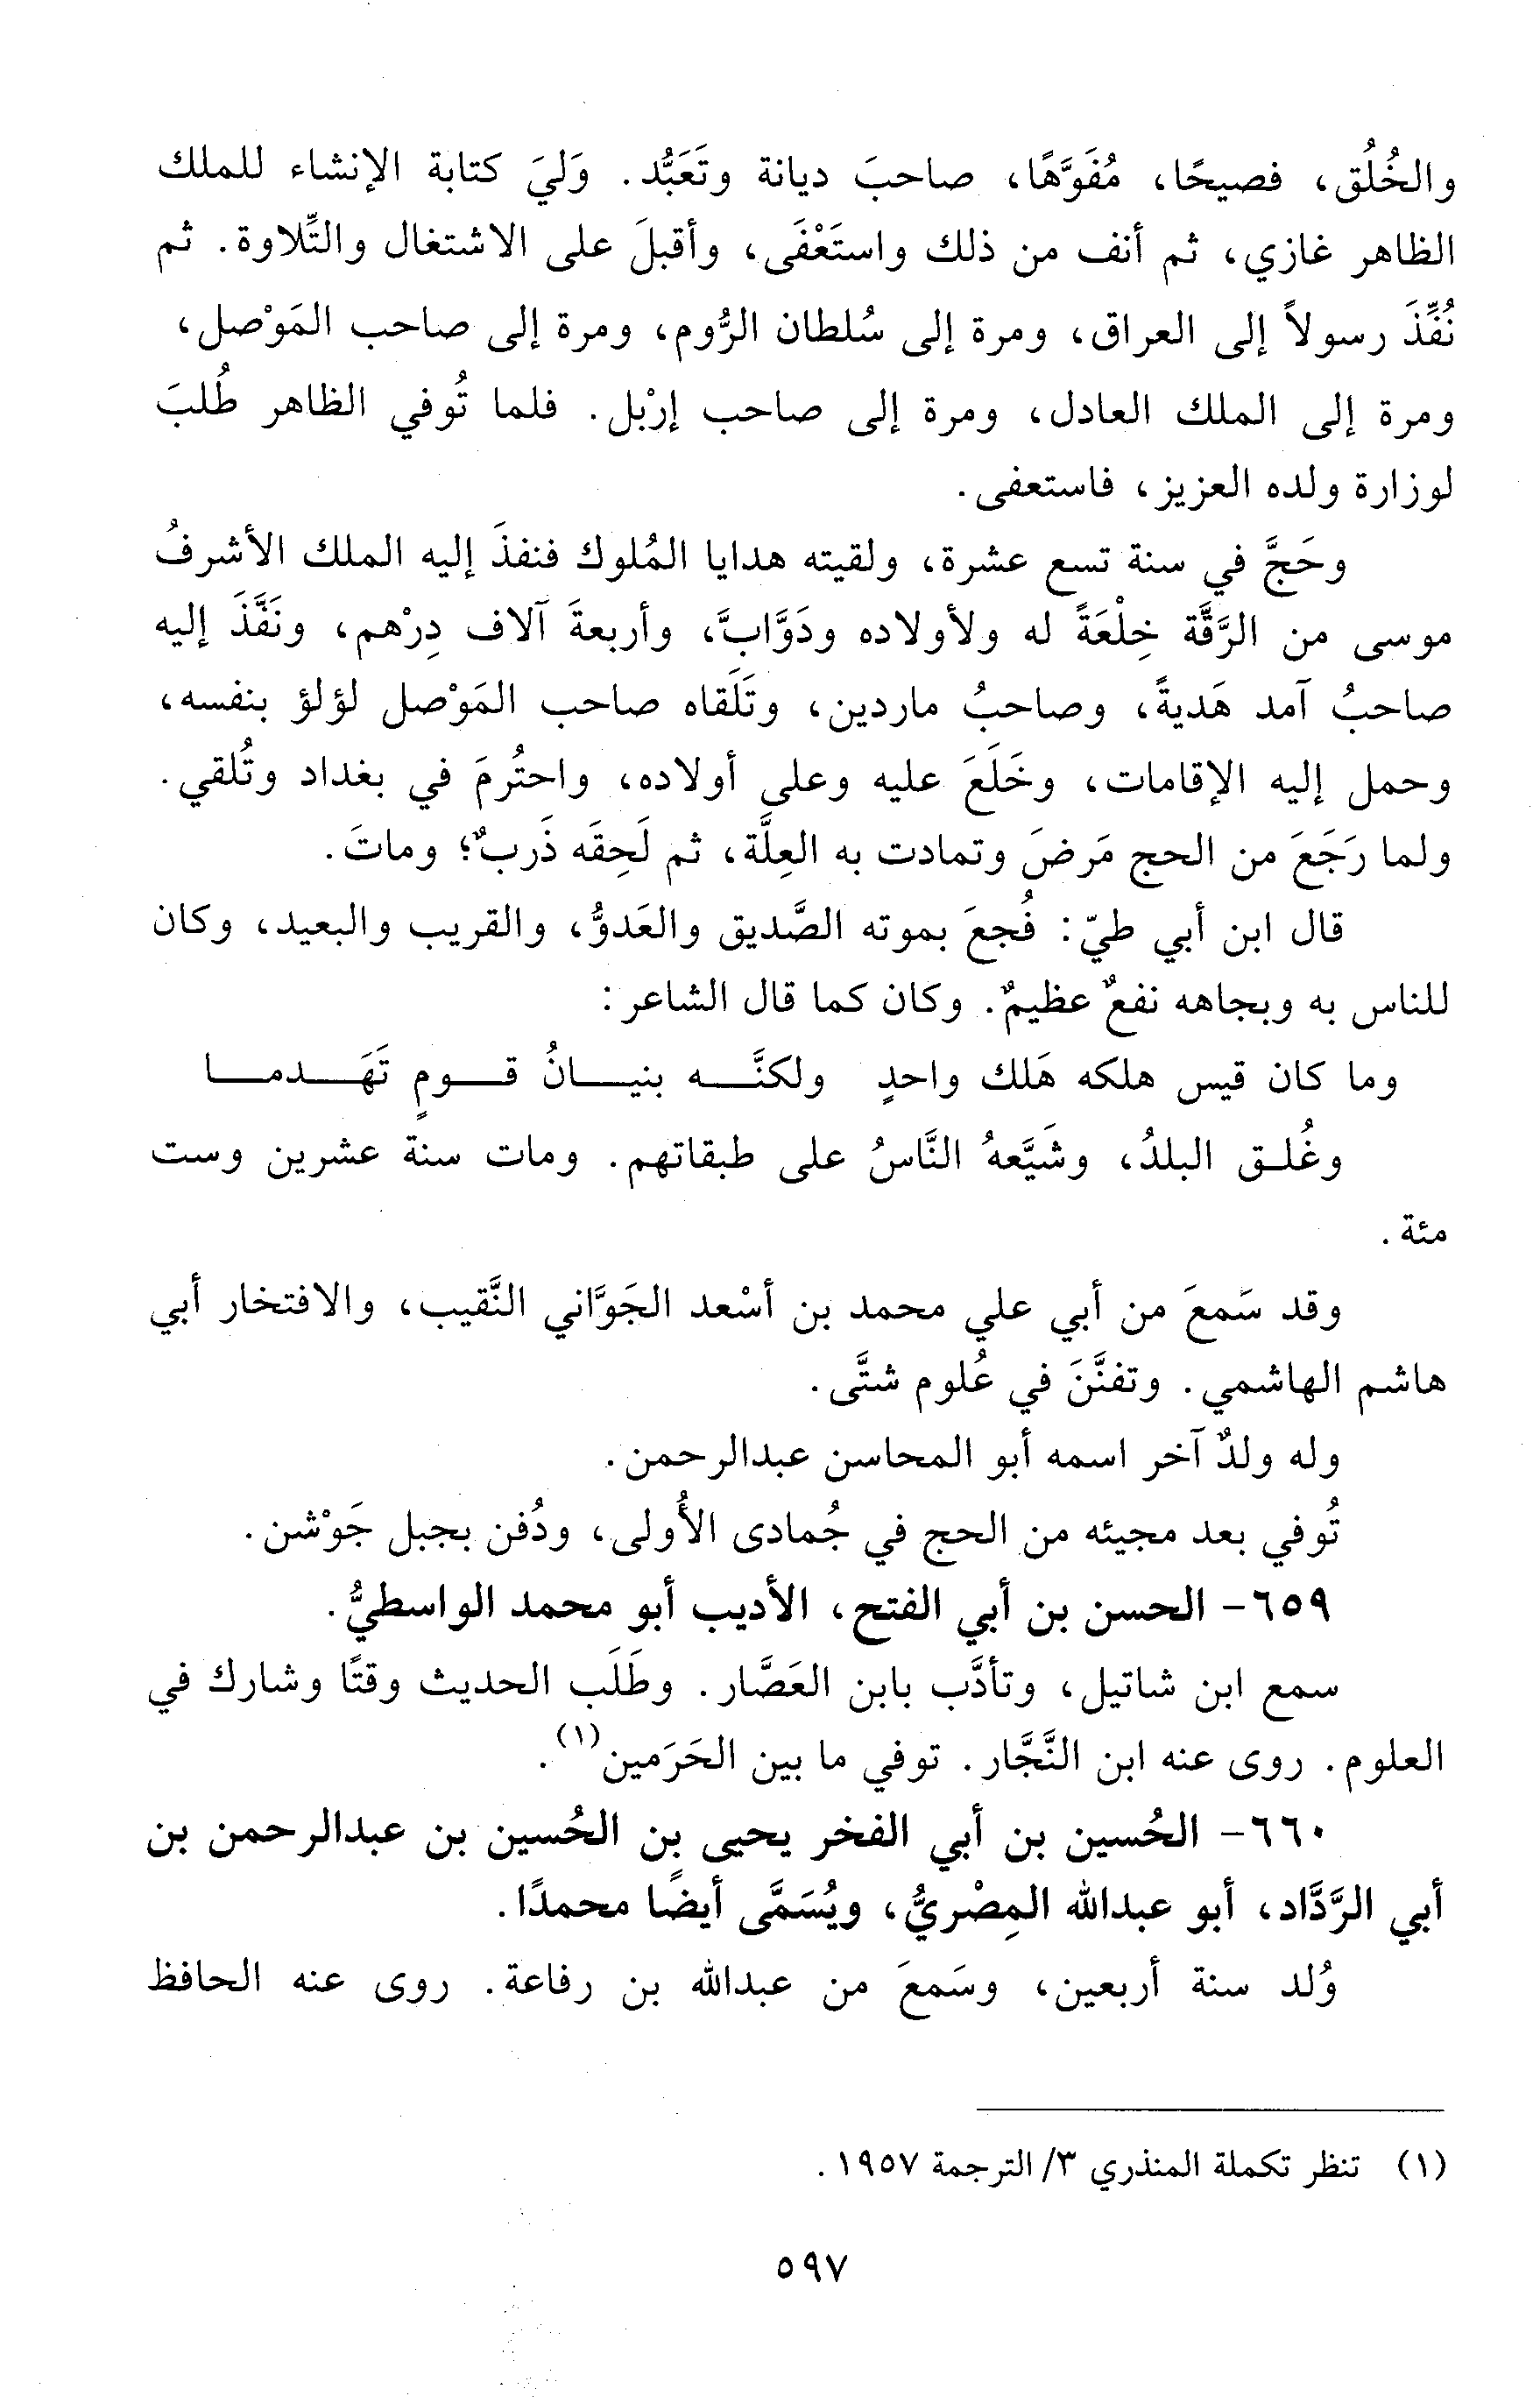 والخُلُق، فصيحًا، مُفَوَّهًا، صاحبَ ديانة وتَعَبُّد. وَليَ كتابة الإنشاء للملك
الظاهر غازي، ثم أنف من ذلك واستَعْفَى، وأقبلَ على الاشتغال والتِّلاوة. ثم
نُفِّذَ رسولاً إلى العراق، ومرة إلى سُلطان الرُّوم، ومرة إلى صاحب المَوْصل،
ومرة إلى الملك العادل، ومرة إلى صاحب إرْبل. فلما تُوفي الظاهر طُلبَ
لوزارة ولده العزيز، فاستعفى.
وحَجَّ في سنة تسع عشرة، ولقيته هدايا المُلوك فنفذَ إليه الملك الأشرفُ
موسى من الرَّقَّة خِلْعَةً له ولأولاده ودَوَّابَّ، وأربعةَ آلاف دِرْهم، ونَفَّذَ إليه
صاحبُ آمد هَديةً، وصاحبُ ماردين، وتَلَقاه صاحب المَوْصل لؤلؤ بنفسه،
وحمل إليه الإقامات، وخَلَعَ عليه وعلى أولاده، واحتُرمَ في بغداد وتُلقي.
ولما رَجَعَ من الحج مَرضَ وتمادت به العِلَّة، ثم لَحِقَه ذَربٌ؛ وماتَ.
قال ابن أبي طيّ: فُجعَ بموته الصَّديق والعَدوُّ، والقريب والبعيد، وكان
للناس به وبجاهه نفعٌ عظيمٌ. وكان كما قال الشاعر:
وما كان قيس هلكه هَلك واحدٍ ولكنَّـــه بنيـــانُ قـــومٍ تَهَـــدمـــا
وغُلـق البلدُ، وشَيَّعهُ النَّاسُ على طبقاتهم. ومات سنة عشرين وست
مئة.
وقد سَمعَ من أبي علي محمد بن أسْعد الجَوَّاني النَّقيب، والافتخار أبي
هاشم الهاشمي. وتفنَّنَ في عُلوم شتَّى.
وله ولدٌ آخر اسمه أبو المحاسن عبدالرحمن.
تُوفي بعد مجيئه من الحج في جُمادى الأُولى، ودُفن بجبل جَوْشن.
٦٥٩- الحسن بن أبي الفتح، الأديب أبو محمد الواسطيُّ.
سمع ابن شاتيل، وتأدَّب بابن العَصَّار. وطَلَب الحديث وقتًا وشارك في
العلوم. روى عنه ابن النَّجَّار. توفي ما بين الحَرَمين(١).
٦٦٠- الحُسين بن أبي الفخر يحيى بن الحُسين بن عبدالرحمن بن
أبي الرَّدَّاد، أبو عبدالله المِصْريُّ، ويُسَمَّى أيضًا محمدًا.
وُلد سنة أربعين، وسَمعَ من عبدالله بن رفاعة. روى عنه الحافظ
(١) تنظر تكملة المنذري ٣/ الترجمة ١٩٥٧.
٥٩٧